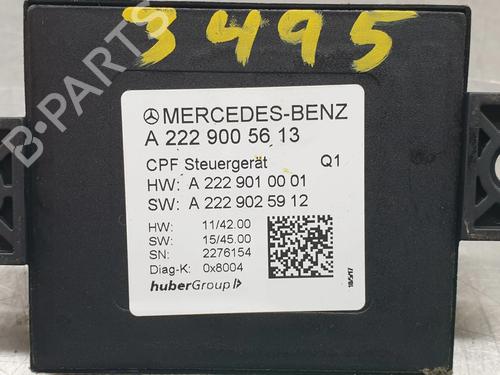 3495
MERCEDES-BENZ
A 222 900 56 13
CPF Steuergerät Q1
HW: A 222 901 00 01
SW: A 222 902 59 12
HW: 11/42.00
SW: 15/45.00
SN: 2276154
Diag-K: 0x8004
huberGroup
B-PARTS